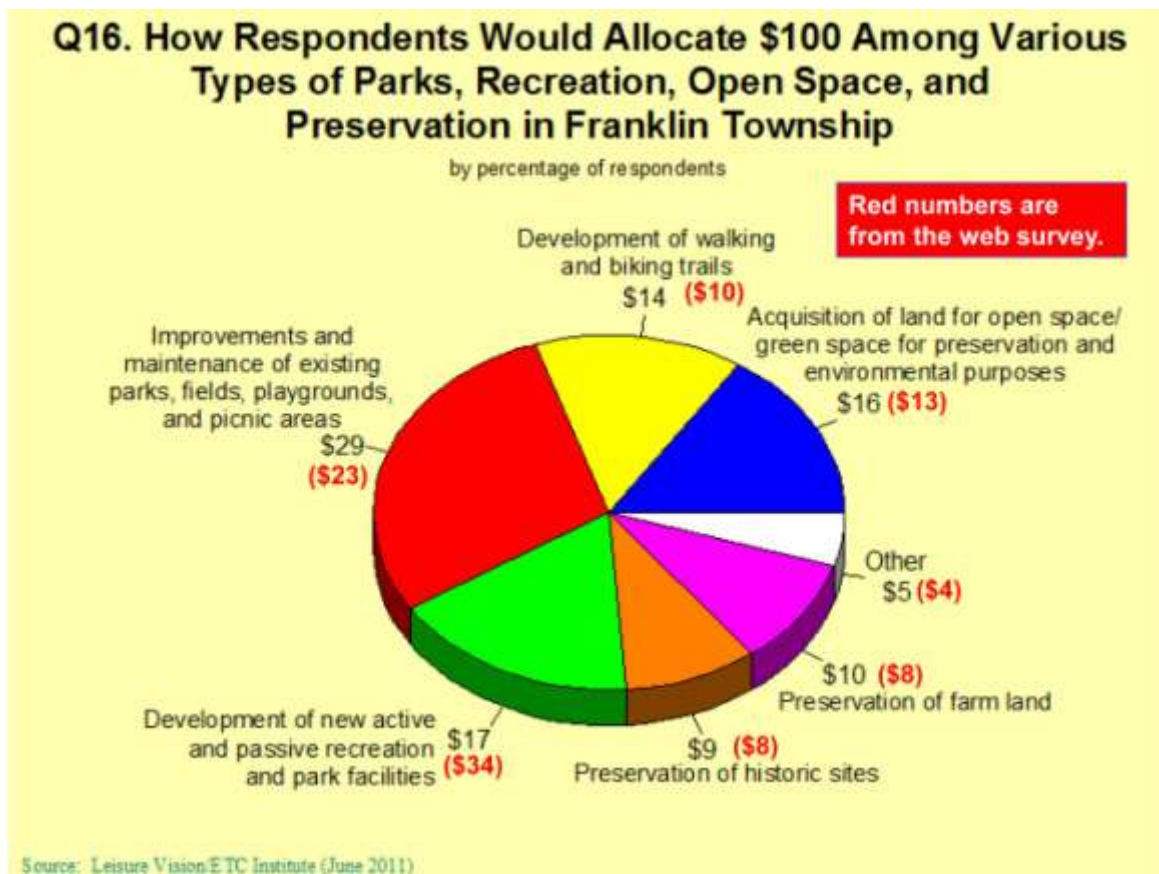 Q16. How Respondents Would Allocate $100 Among Various
Types of Parks, Recreation, Open Space, and
Preservation in Franklin Township
by percentage of respondents
Red numbers are
from the web survey.
Development of walking
and biking trails
$14 ($10)
Acquisition of land for open space/
green space for preservation and
environmental purposes
$16 ($13)
Improvements and
maintenance of existing
parks, fields, playgrounds,
and picnic areas
$29
($23)
Other
$5 ($4)
$10 ($8)
Preservation of farm land
$9 ($8)
Preservation of historic sites
Development of new active
and passive recreation
and park facilities
$17
($34)
Source: Leisure Vision/ETC Institute (June 2011)